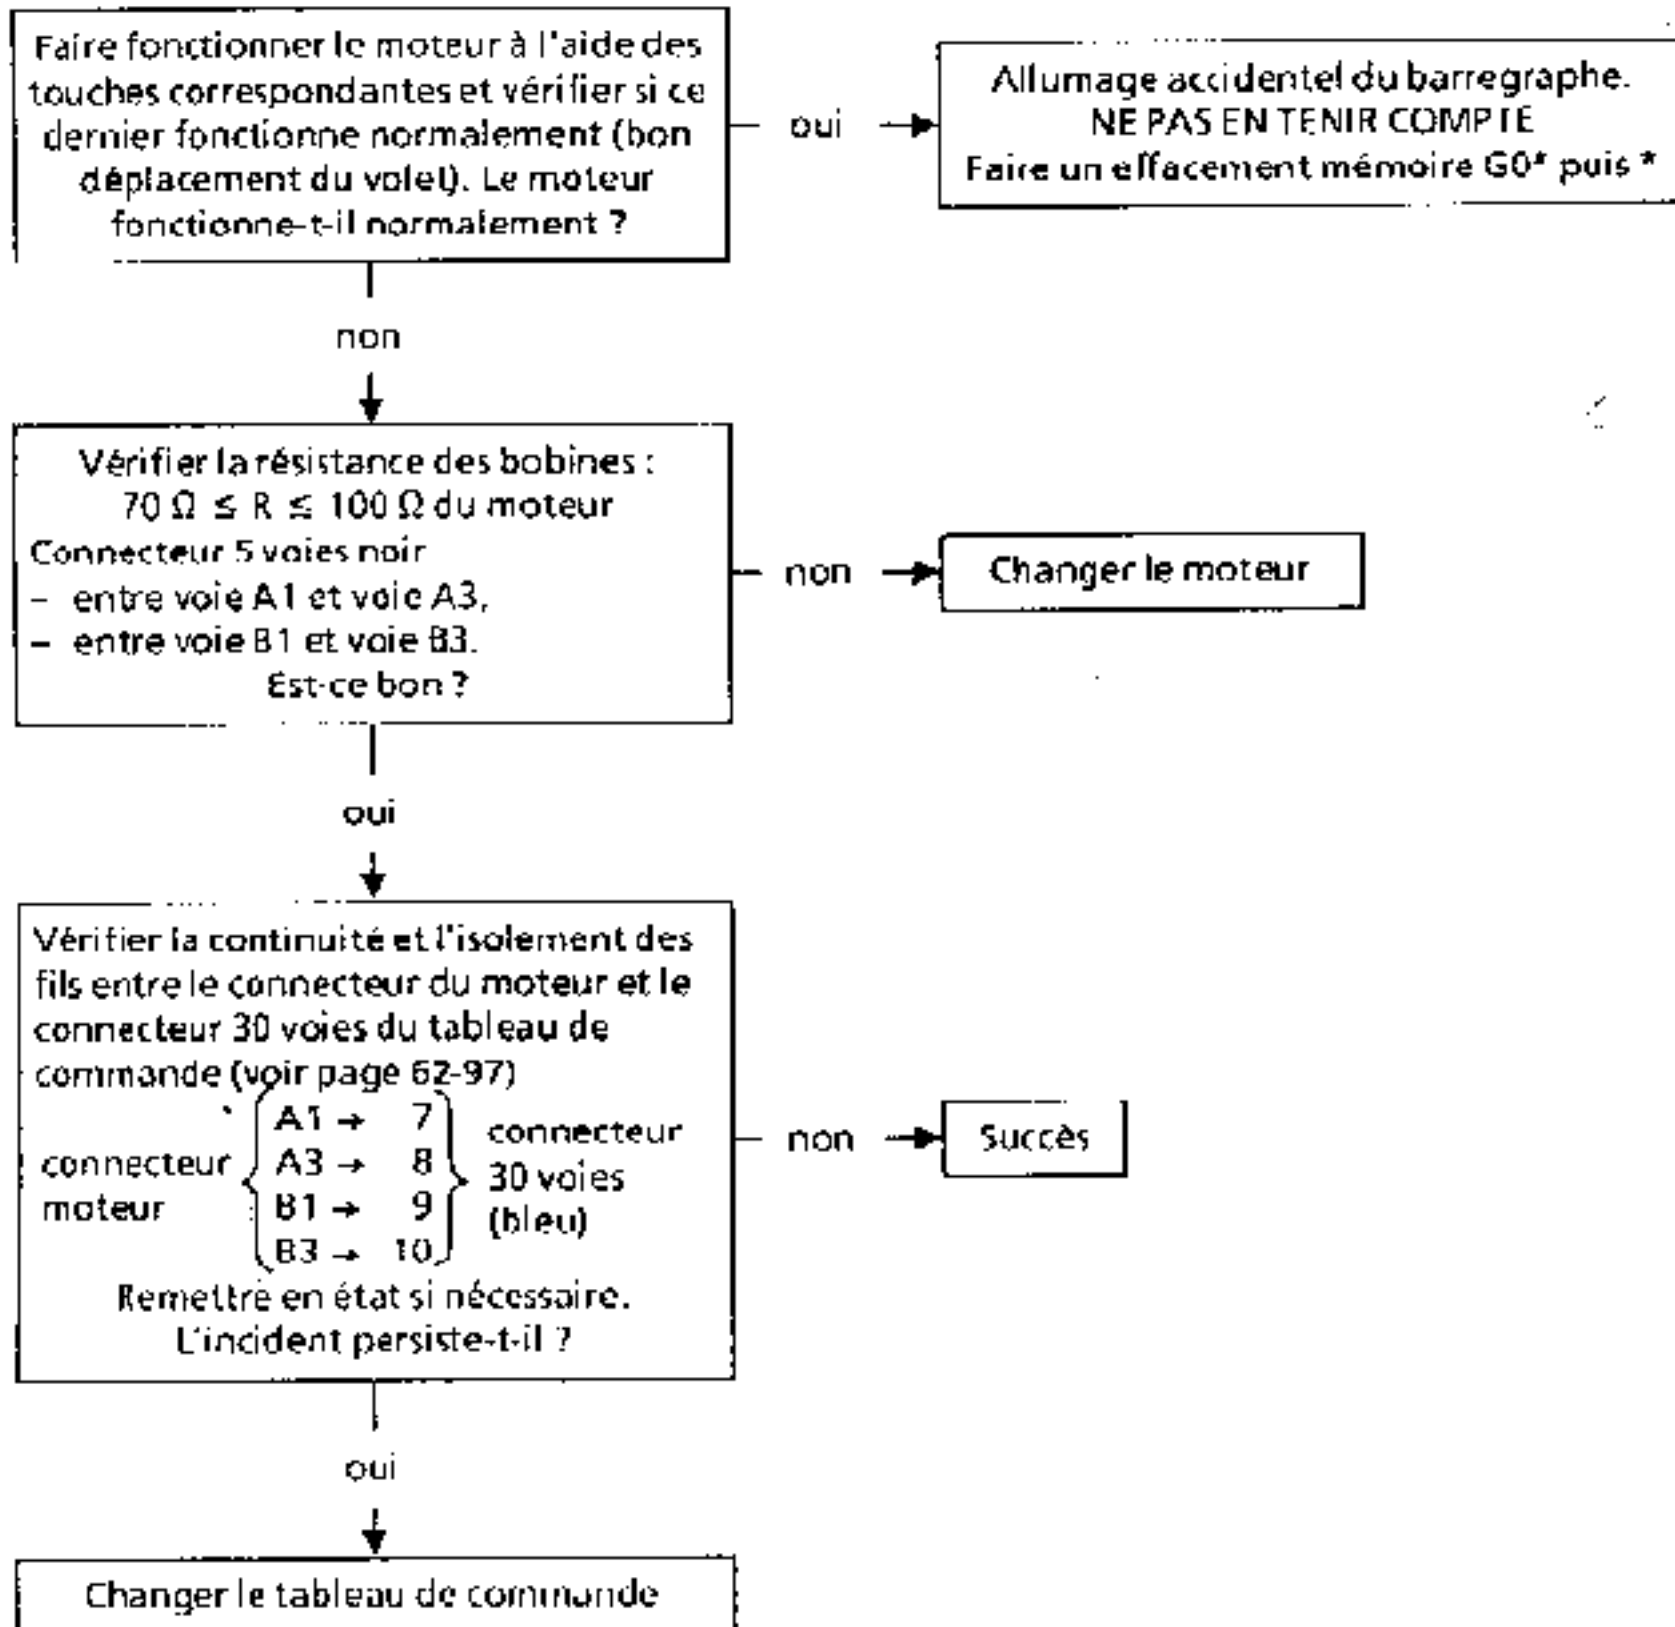 Faire fonctionner le moteur à l'aide des
touches correspondantes et vérifier si ce
dernier fonctionne normalement (bon
déplacement du volet). Le moteur
fonctionne-t-il normalement ?
oui
Allumage accidentel du barregraphe.
NE PAS EN TENIR COMPTE
Faire un effacement mémoire G0* puis *
non
Vérifier la résistance des bobines :
70 Ω ≤ R ≤ 100 Ω du moteur
Connecteur 5 voies noir
– entre voie A1 et voie A3,
– entre voie B1 et voie B3.
Est-ce bon ?
non
Changer le moteur
oui
Vérifier la continuité et l'isolement des
fils entre le connecteur du moteur et le
connecteur 30 voies du tableau de
commande (voir page 62-97)
connecteur
moteur
A1 → 7
A3 → 8
B1 → 9
B3 → 10
connecteur
30 voies
(bleu)
Remettre en état si nécessaire.
L'incident persiste-t-il ?
non
Succès
oui
Changer le tableau de commande